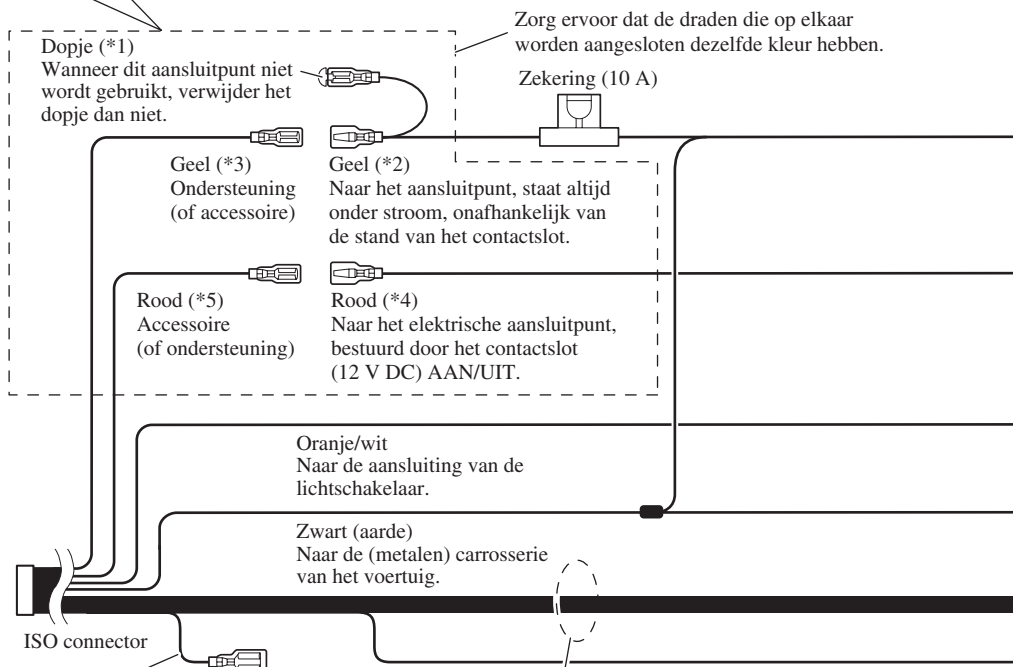 Zorg ervoor dat de draden die op elkaar
worden aangesloten dezelfde kleur hebben.
Dopje (*1)
Wanneer dit aansluitpunt niet
wordt gebruikt, verwijder het
dopje dan niet.
Zekering (10 A)
Geel (*3)
Ondersteuning
(of accessoire)
Geel (*2)
Naar het aansluitpunt, staat altijd
onder stroom, onafhankelijk van
de stand van het contactslot.
Rood (*5)
Accessoire
(of ondersteuning)
Rood (*4)
Naar het elektrische aansluitpunt,
bestuurd door het contactslot
(12 V DC) AAN/UIT.
Oranje/wit
Naar de aansluiting van de
lichtschakelaar.
Zwart (aarde)
Naar de (metalen) carrosserie
van het voertuig.
ISO connector